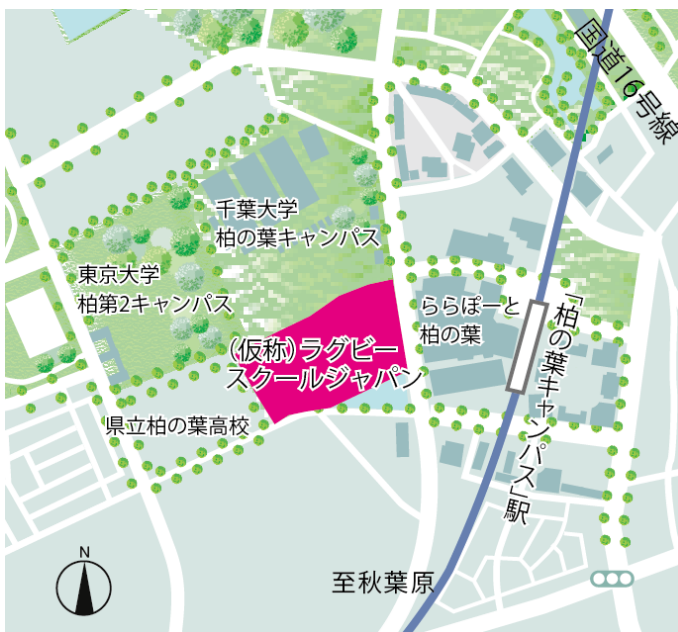 国道16号線
千葉大学
柏の葉キャンパス
東京大学
柏第2キャンパス
ららぽーと
柏の葉
「柏の葉キャンパス」駅
(仮称)ラグビー
スクールジャパン
県立柏の葉高校
N
至秋葉原